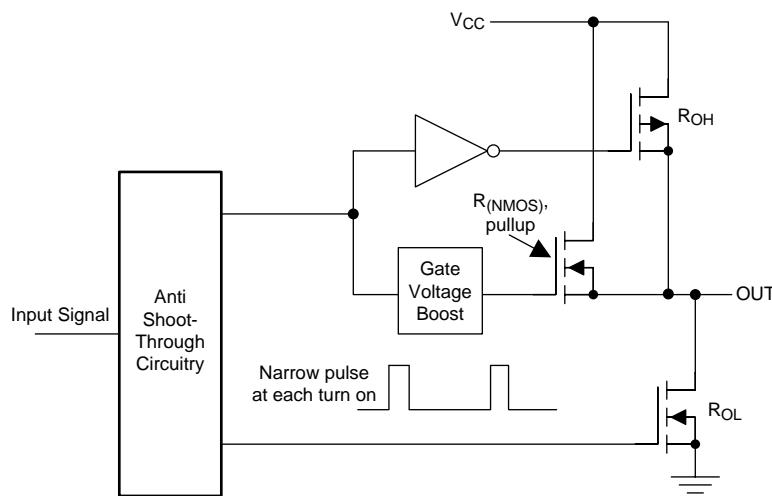 VCC
ROH
R(NMOS),
pullup
Gate
Voltage
Boost
Anti
Shoot-
Through
Circuitry
Input Signal
OUT
Narrow pulse
at each turn on
ROL